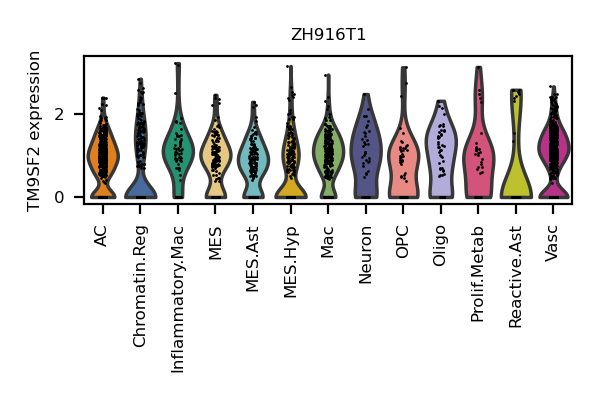 ZH916T1
TM9SF2 expression
2
0
AC
Chromatin.Reg
Inflammatory.Mac
MES
MES.Ast
MES.Hyp
Mac
Neuron
OPC
Oligo
Prolif.Metab
Reactive.Ast
Vasc